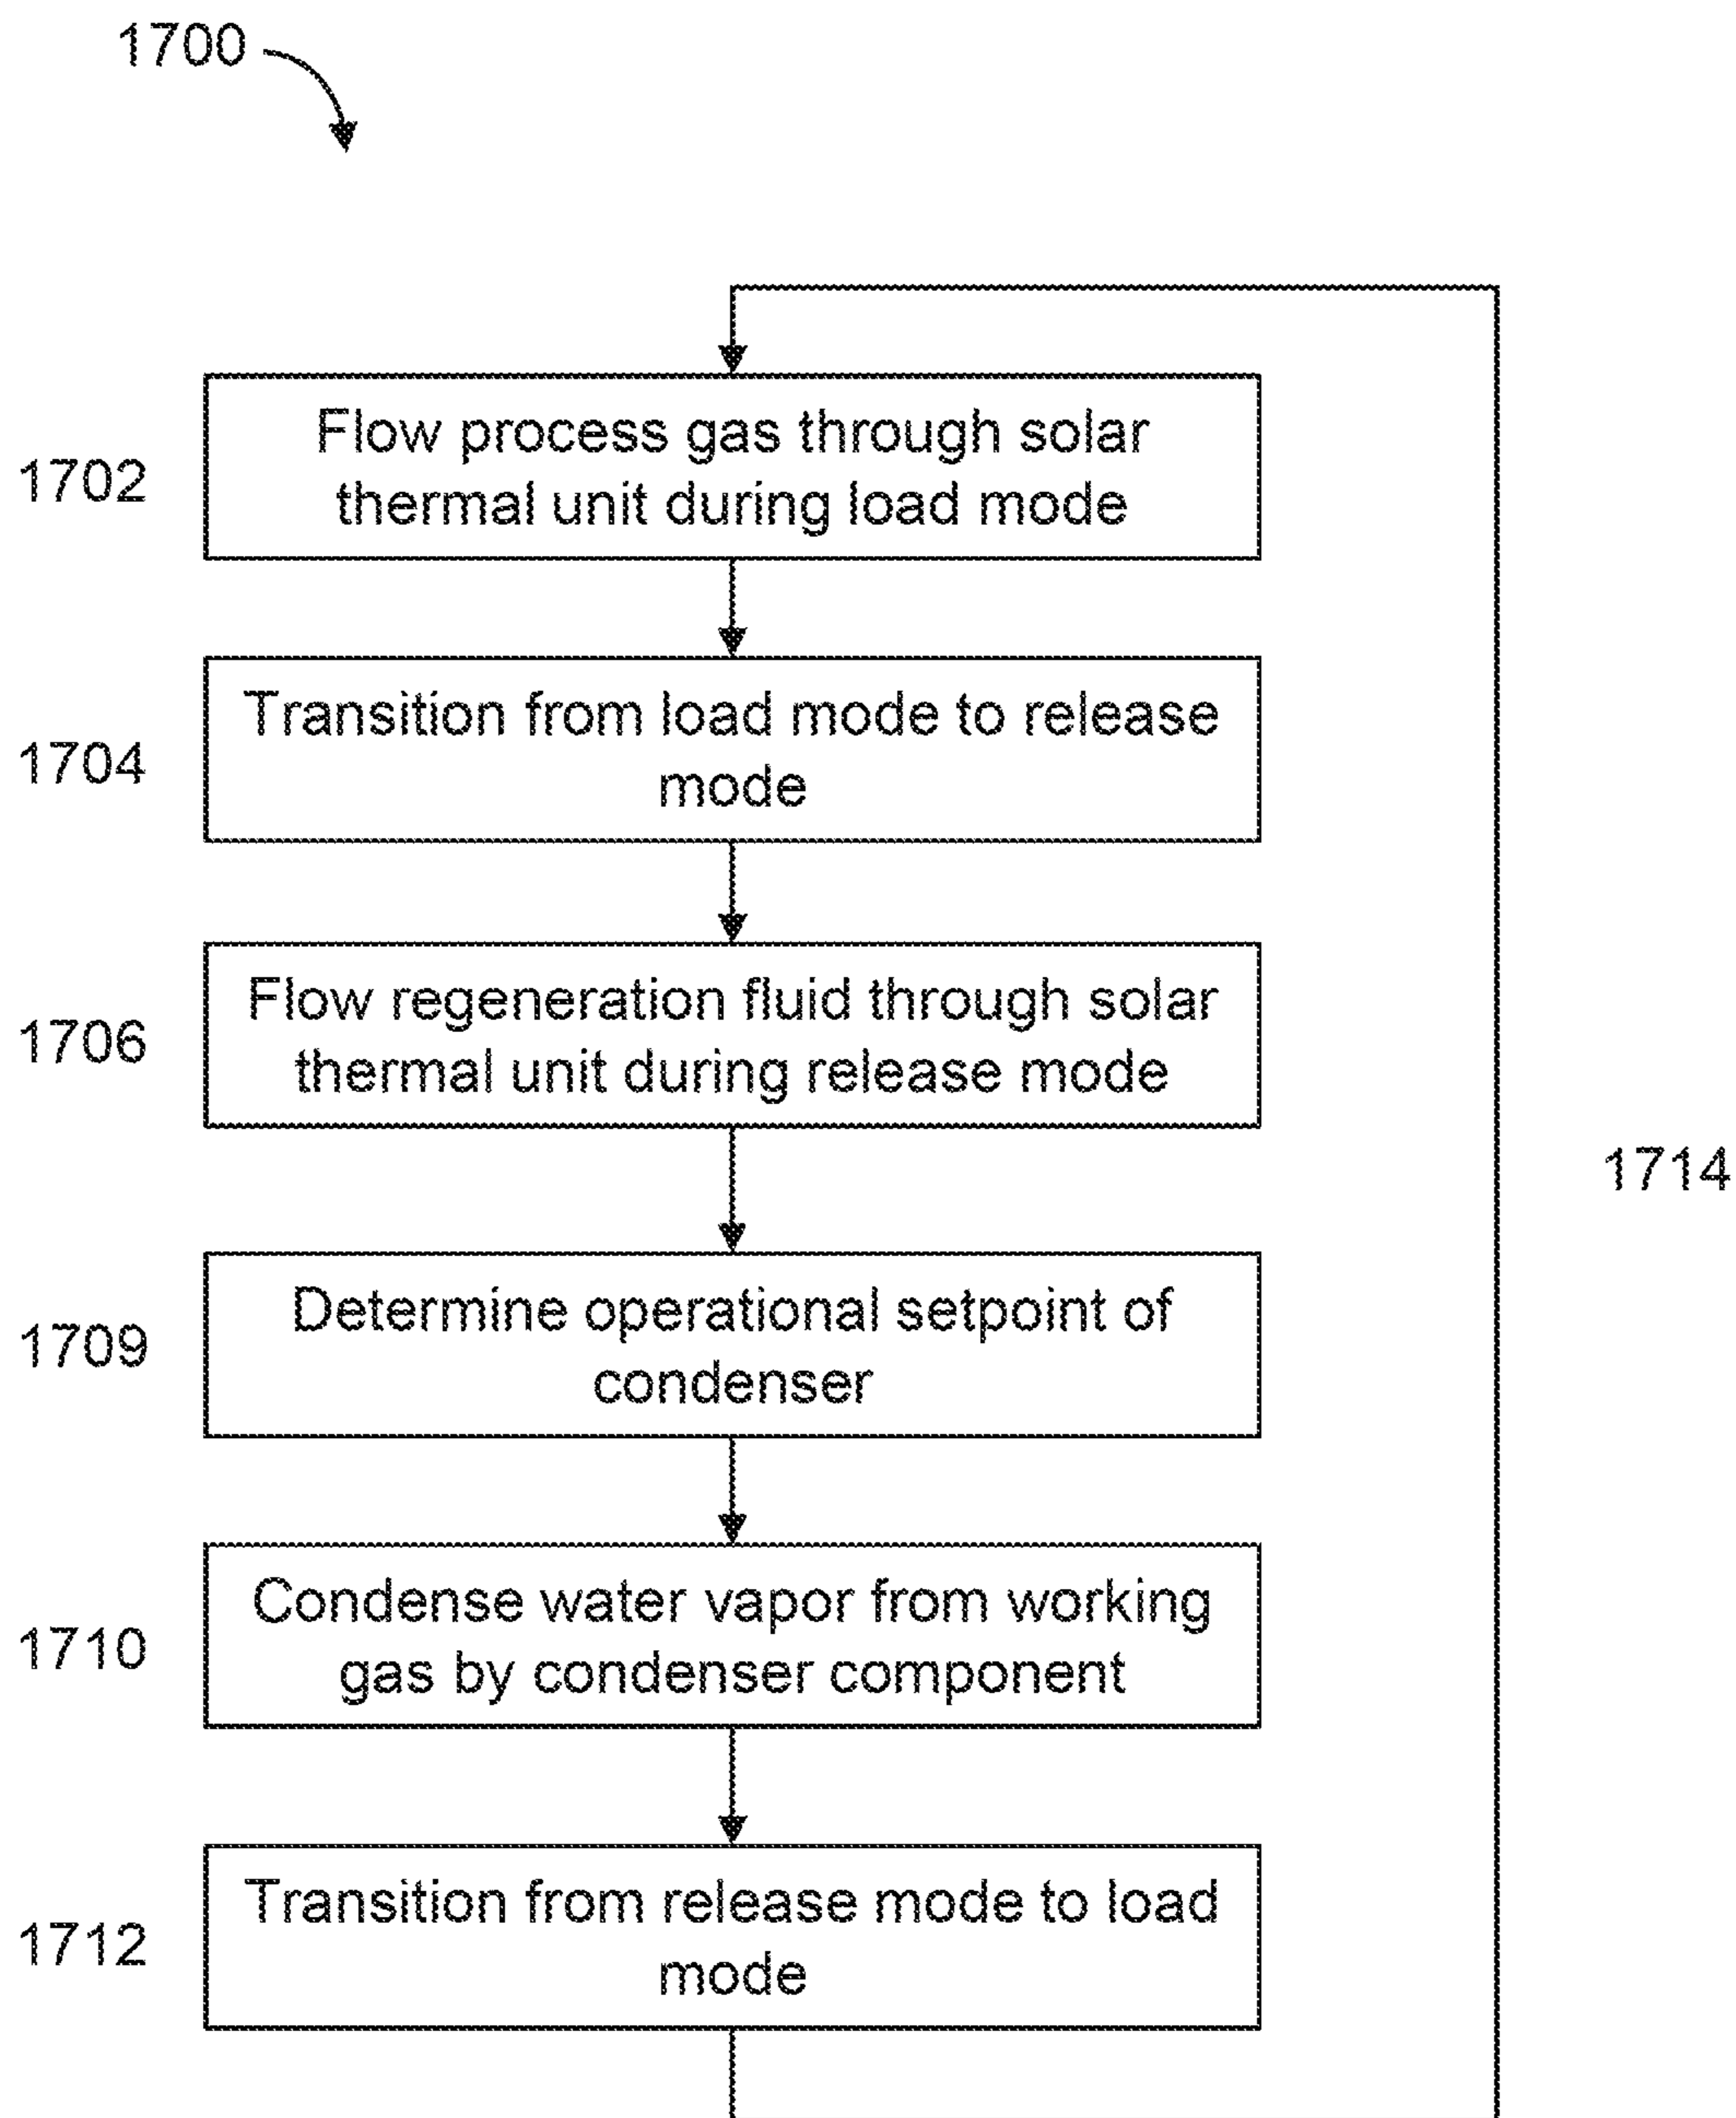 1700
1702
Flow process gas through solar
thermal unit during load mode
1704
Transition from load mode to release
mode
1706
Flow regeneration fluid through solar
thermal unit during release mode
1714
1709
Determine operational setpoint of
condenser
1710
Condense water vapor from working
gas by condenser component
1712
Transition from release mode to load
mode